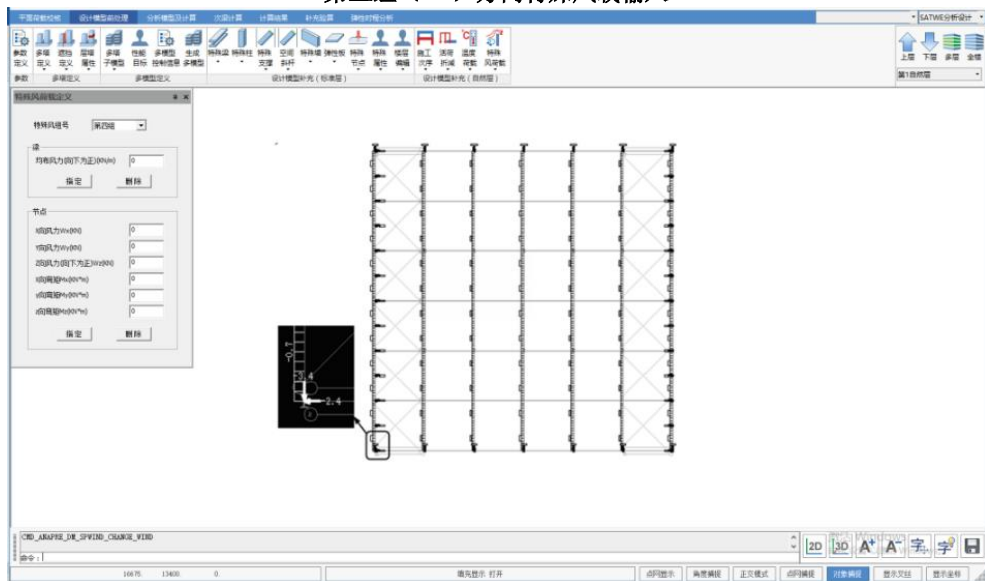 平面荷载校核 设计模型前处理 分析模型及计算 次梁计算 计算结果 补充验算 弹性时程分析
SATWE分析设计
参数定义 多塔定义 遮挡定义 层塔属性 多塔子模型 性能目标 多模型控制信息 生成多模型 特殊梁 特殊柱 特殊支撑 空间斜杆 特殊墙 弹性板 特殊节点 特殊属性 楼层编辑 施工次序 活荷折减 温度荷载 特殊风荷载
上层 下层 多层 全楼
参数 多塔定义 多模型定义 设计模型补充(标准层) 设计模型补充(自然层)
第1自然层
特殊风荷载定义
特殊风组号 第四组
梁
均布风力(向下为正)(KN/m) 0
指定 删除
节点
X向风力Wx(KN) 0
Y向风力Wy(KN) 0
Z向风力(向下为正)Wz(KN) 0
X向弯矩Mx(KN*m) 0
Y向弯矩My(KN*m) 0
Z向弯矩Mz(KN*m) 0
指定 删除
-0.7
-3.4
-2.4
CMD_ANAPRE_DM_SPWIND_CHANGE_WIND
命令:
2D 3D A+ A-
16675 13400 0
填充显示 打开
点网显示 角度捕捉 正交模式 点网捕捉 对象捕捉 显示叉丝 显示坐标